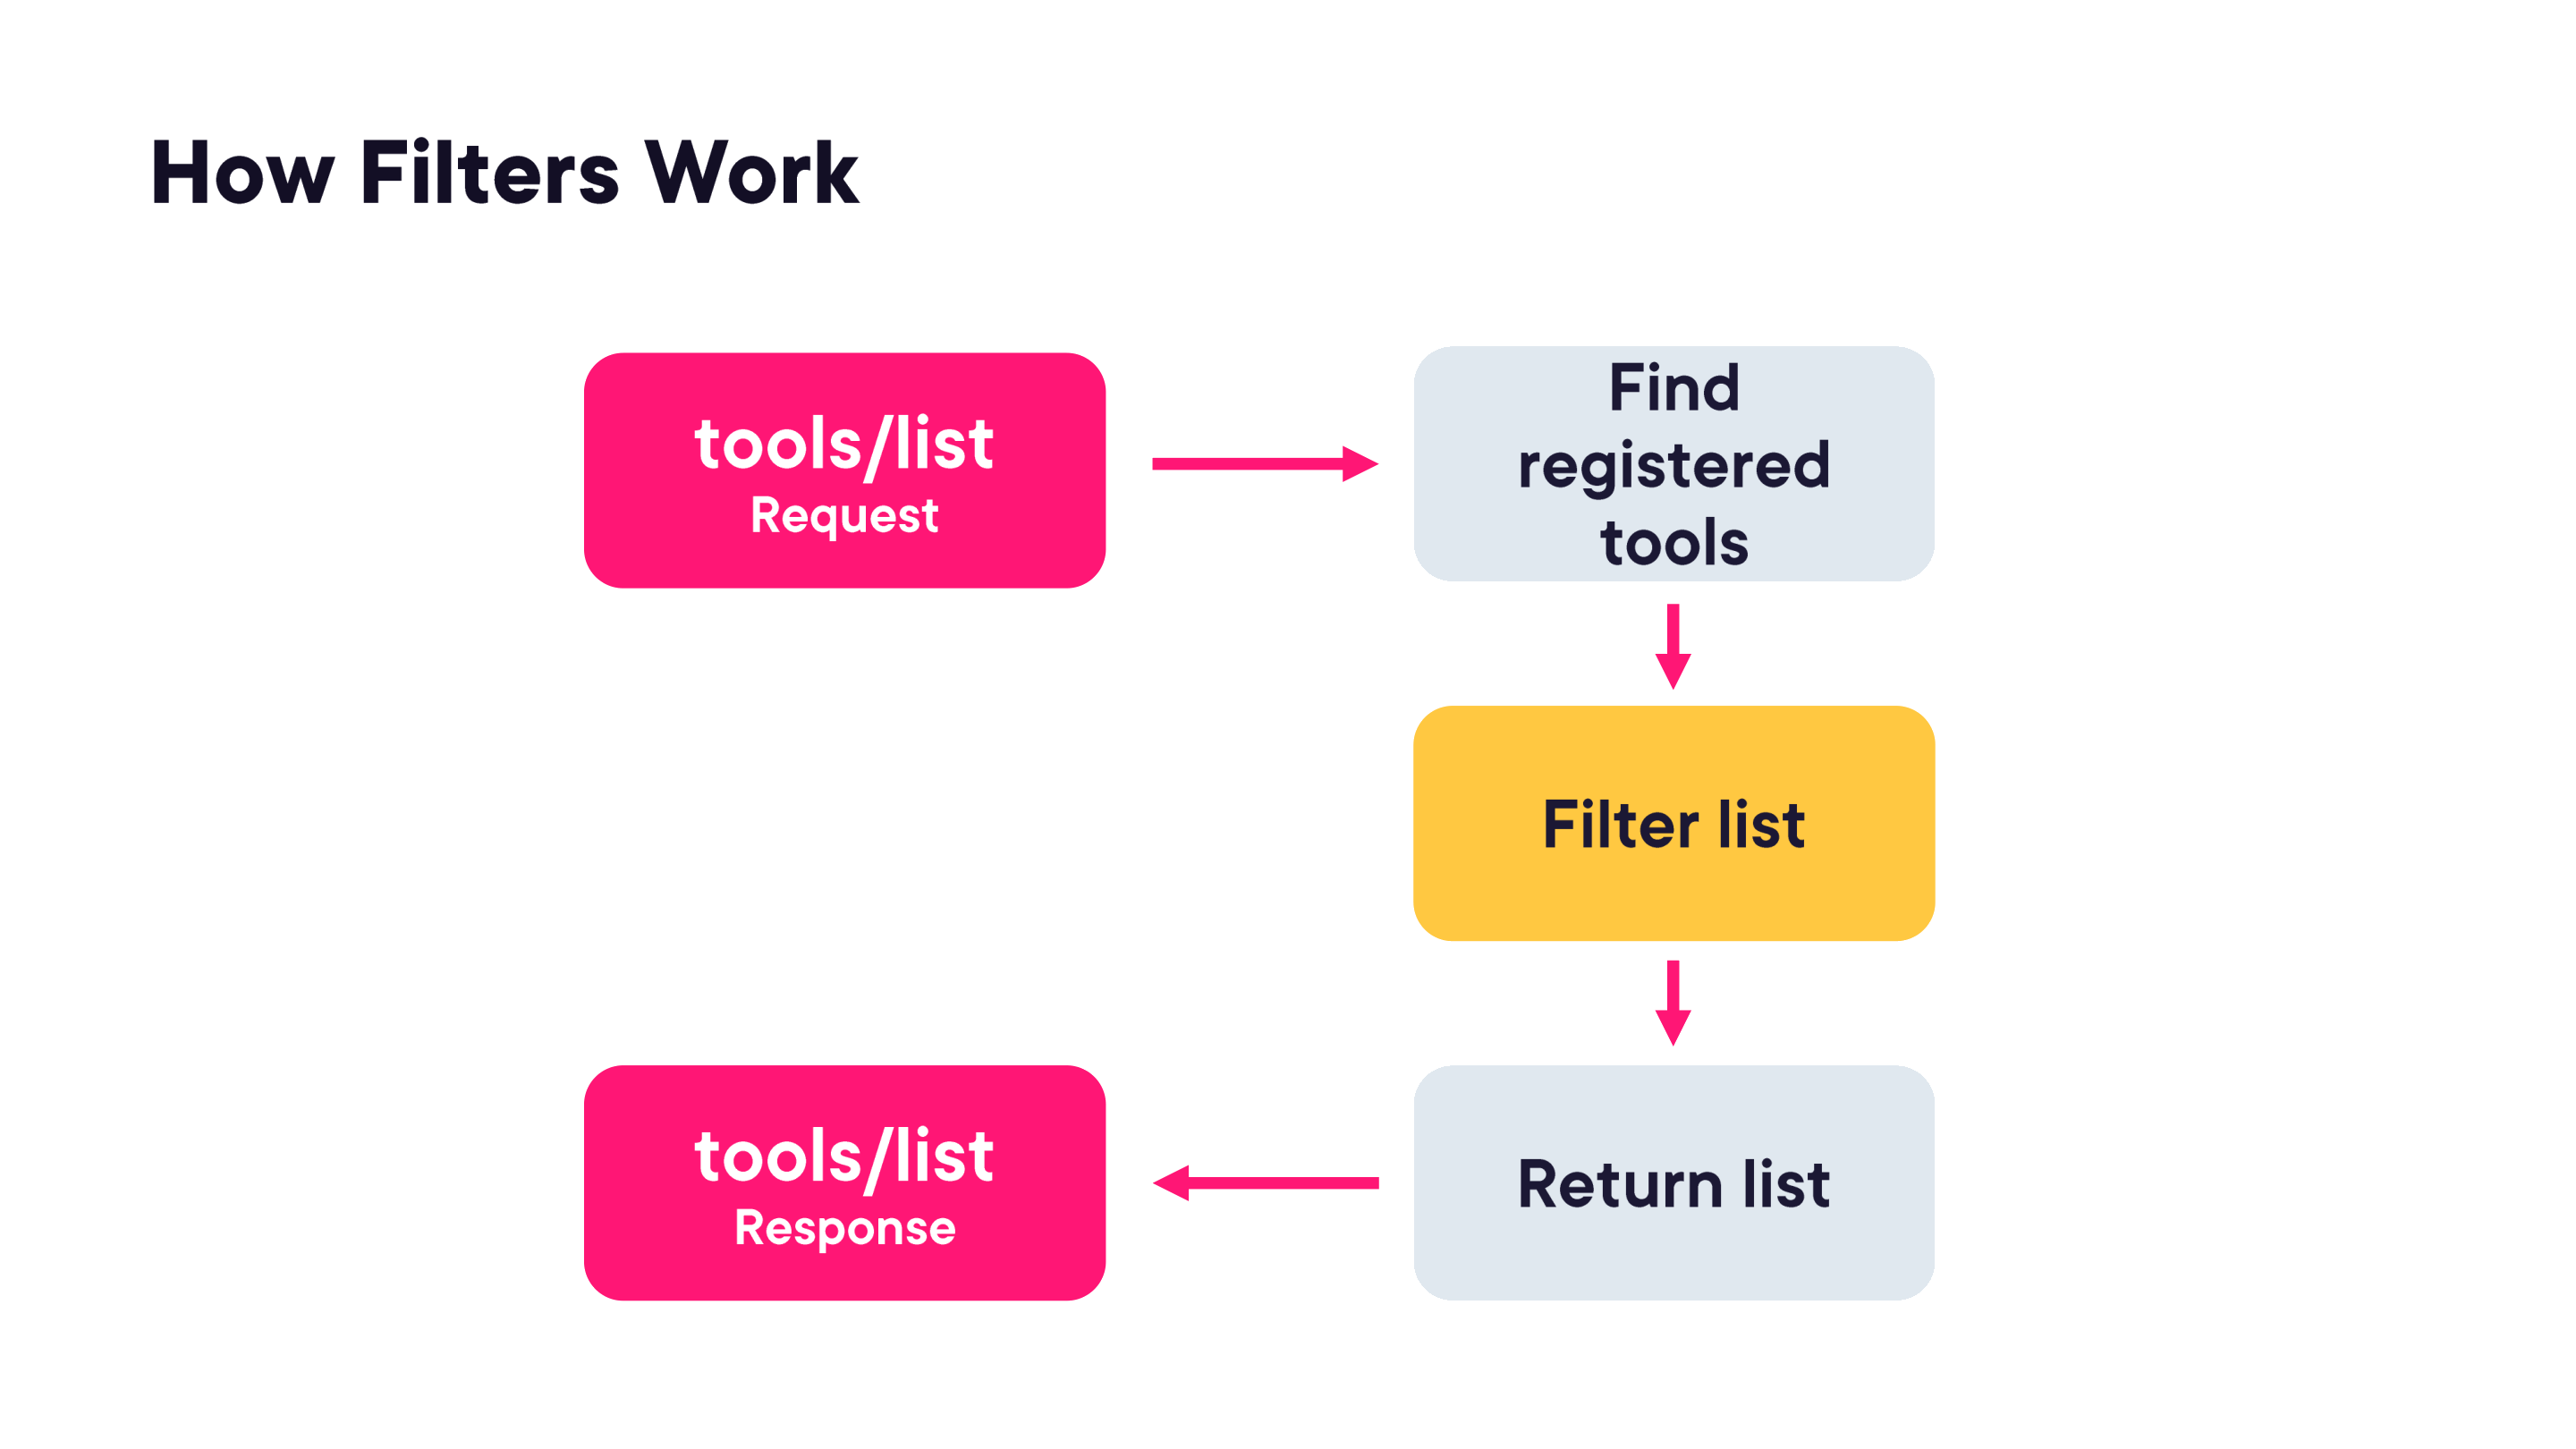 How Filters Work
tools/list
Request
Find
registered
tools
Filter list
Return list
tools/list
Response